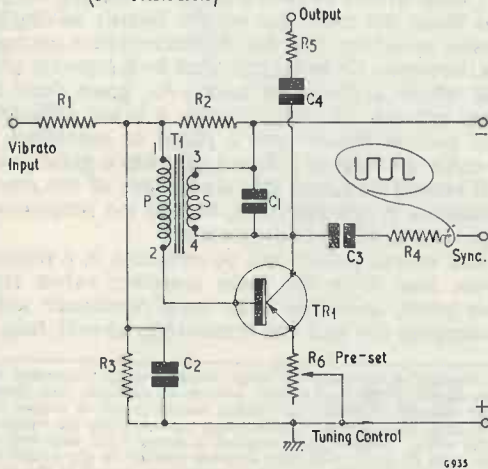 Output
R5
C4
R1
R2
Vibrato
Input
T1
1
3
P
S
C1
2
4
C3
R4
Sync.
TR1
R3
C2
R6 Pre-set
Tuning Control
−
+
G935